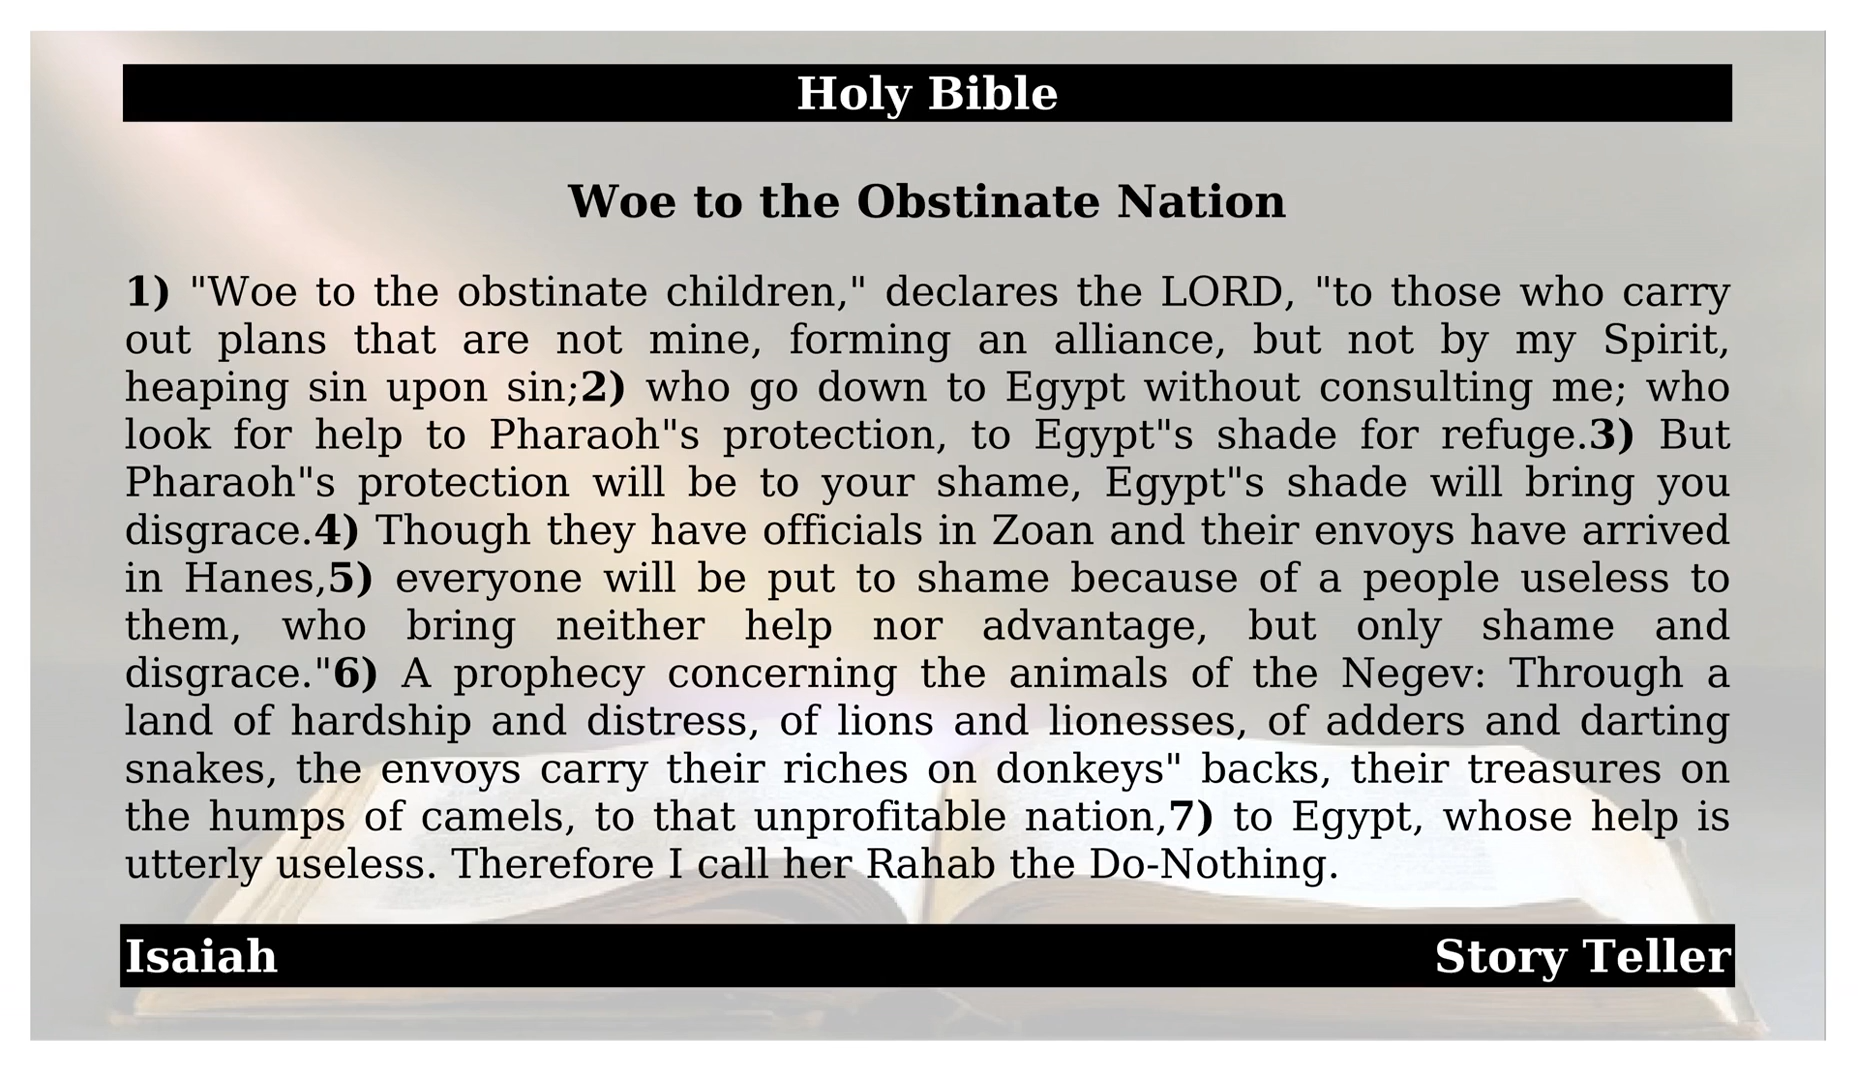 Holy Bible
Woe to the Obstinate Nation
1) "Woe to the obstinate children," declares the LORD, "to those who carry
out plans that are not mine, forming an alliance, but not by my Spirit,
heaping sin upon sin;2) who go down to Egypt without consulting me; who
look for help to Pharaoh"s protection, to Egypt"s shade for refuge.3) But
Pharaoh"s protection will be to your shame, Egypt"s shade will bring you
disgrace.4) Though they have officials in Zoan and their envoys have arrived
in Hanes,5) everyone will be put to shame because of a people useless to
them, who bring neither help nor advantage, but only shame and
disgrace."6) A prophecy concerning the animals of the Negev: Through a
land of hardship and distress, of lions and lionesses, of adders and darting
snakes, the envoys carry their riches on donkeys" backs, their treasures on
the humps of camels, to that unprofitable nation,7) to Egypt, whose help is
utterly useless. Therefore I call her Rahab the Do-Nothing.
Isaiah Story Teller